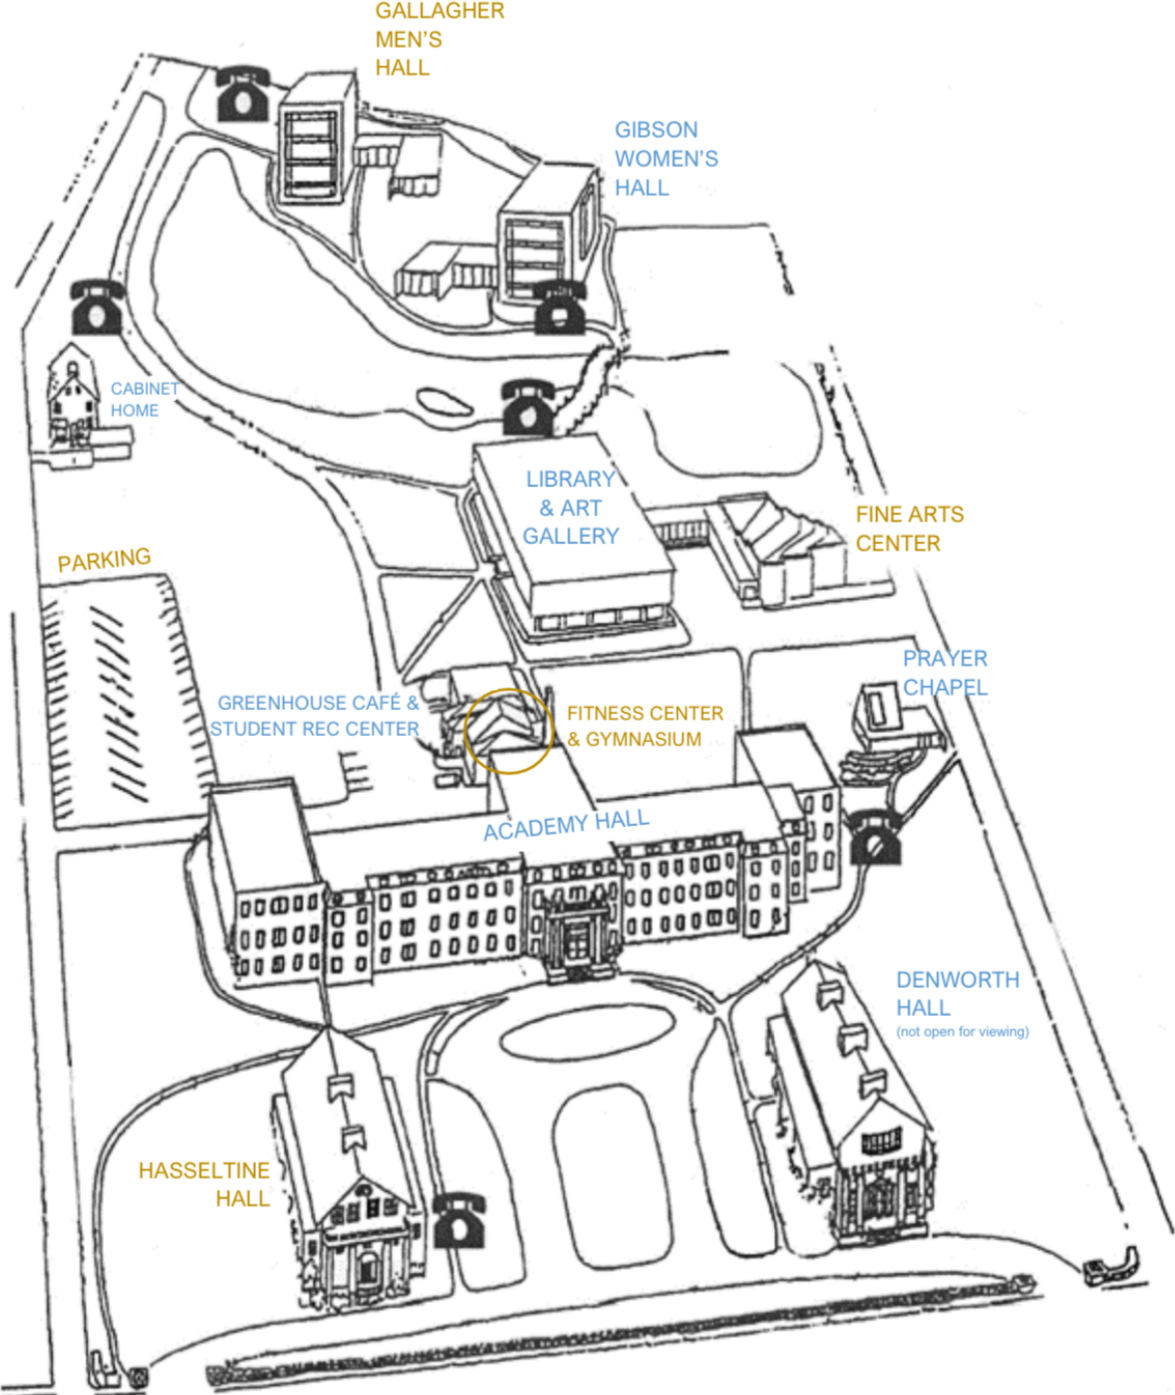 GALLAGHER
MEN'S
HALL
GIBSON
WOMEN'S
HALL
CABINET
HOME
LIBRARY
& ART
GALLERY
FINE ARTS
CENTER
PARKING
PRAYER
CHAPEL
GREENHOUSE CAFÉ &
STUDENT REC CENTER
FITNESS CENTER
& GYMNASIUM
ACADEMY HALL
DENWORTH
HALL
(not open for viewing)
HASSELTINE
HALL